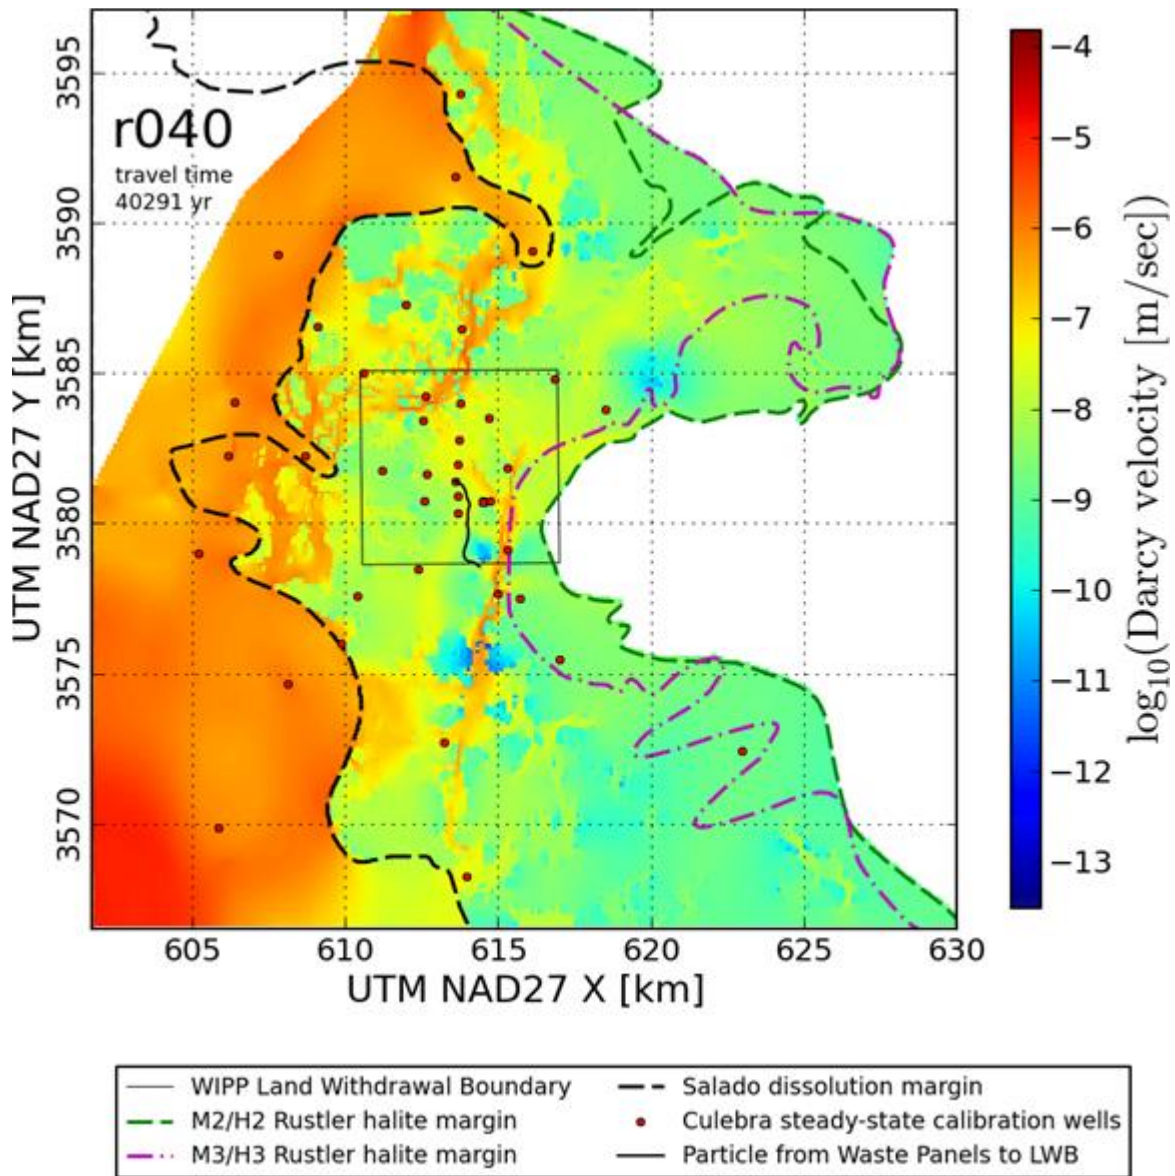 r040
travel time
40291 yr
UTM NAD27 Y [km]
3595
3590
3585
3580
3575
3570
605 610 615 620 625 630
UTM NAD27 X [km]
−4
−5
−6
−7
−8
−9
−10
−11
−12
−13
log10(Darcy velocity [m/sec])
WIPP Land Withdrawal Boundary
M2/H2 Rustler halite margin
M3/H3 Rustler halite margin
Salado dissolution margin
Culebra steady-state calibration wells
Particle from Waste Panels to LWB